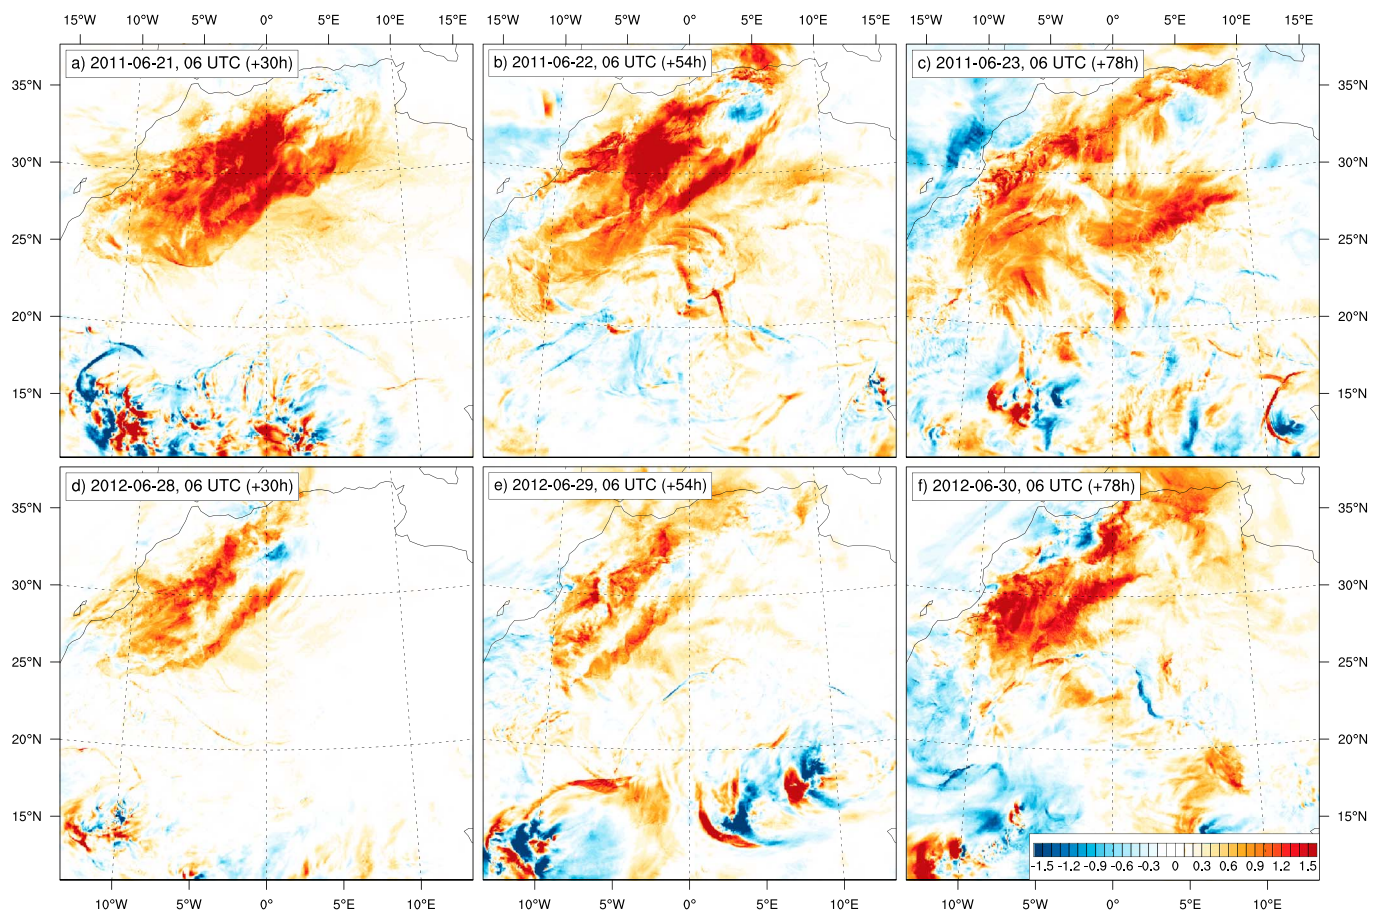 15°W 10°W 5°W 0° 5°E 10°E 15°E 15°W 10°W 5°W 0° 5°E 10°E 15°E 15°W 10°W 5°W 0° 5°E 10°E 15°E
a) 2011-06-21, 06 UTC (+30h) b) 2011-06-22, 06 UTC (+54h) c) 2011-06-23, 06 UTC (+78h)
35°N 35°N
30°N 30°N
25°N 25°N
20°N 20°N
15°N 15°N
d) 2012-06-28, 06 UTC (+30h) e) 2012-06-29, 06 UTC (+54h) f) 2012-06-30, 06 UTC (+78h)
35°N 35°N
30°N 30°N
25°N 25°N
20°N 20°N
15°N 15°N
-1.5 -1.2 -0.9 -0.6 -0.3 0 0.3 0.6 0.9 1.2 1.5
10°W 5°W 0° 5°E 10°E 10°W 5°W 0° 5°E 10°E 10°W 5°W 0° 5°E 10°E